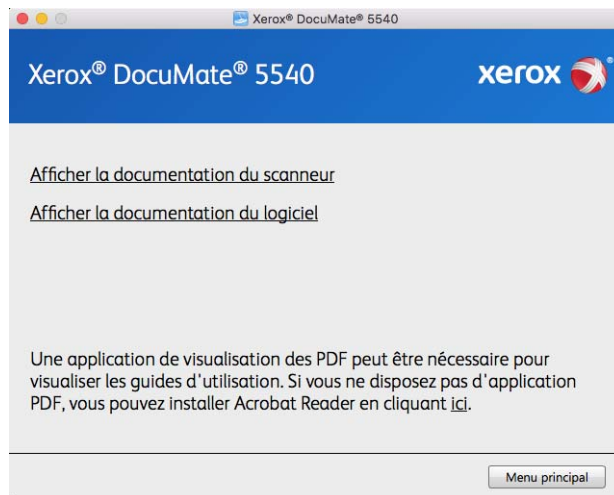 Xerox® DocuMate® 5540
Xerox® DocuMate® 5540
xerox®
Afficher la documentation du scanneur
Afficher la documentation du logiciel
Une application de visualisation des PDF peut être nécessaire pour
visualiser les guides d'utilisation. Si vous ne disposez pas d'application
PDF, vous pouvez installer Acrobat Reader en cliquant ici.
Menu principal